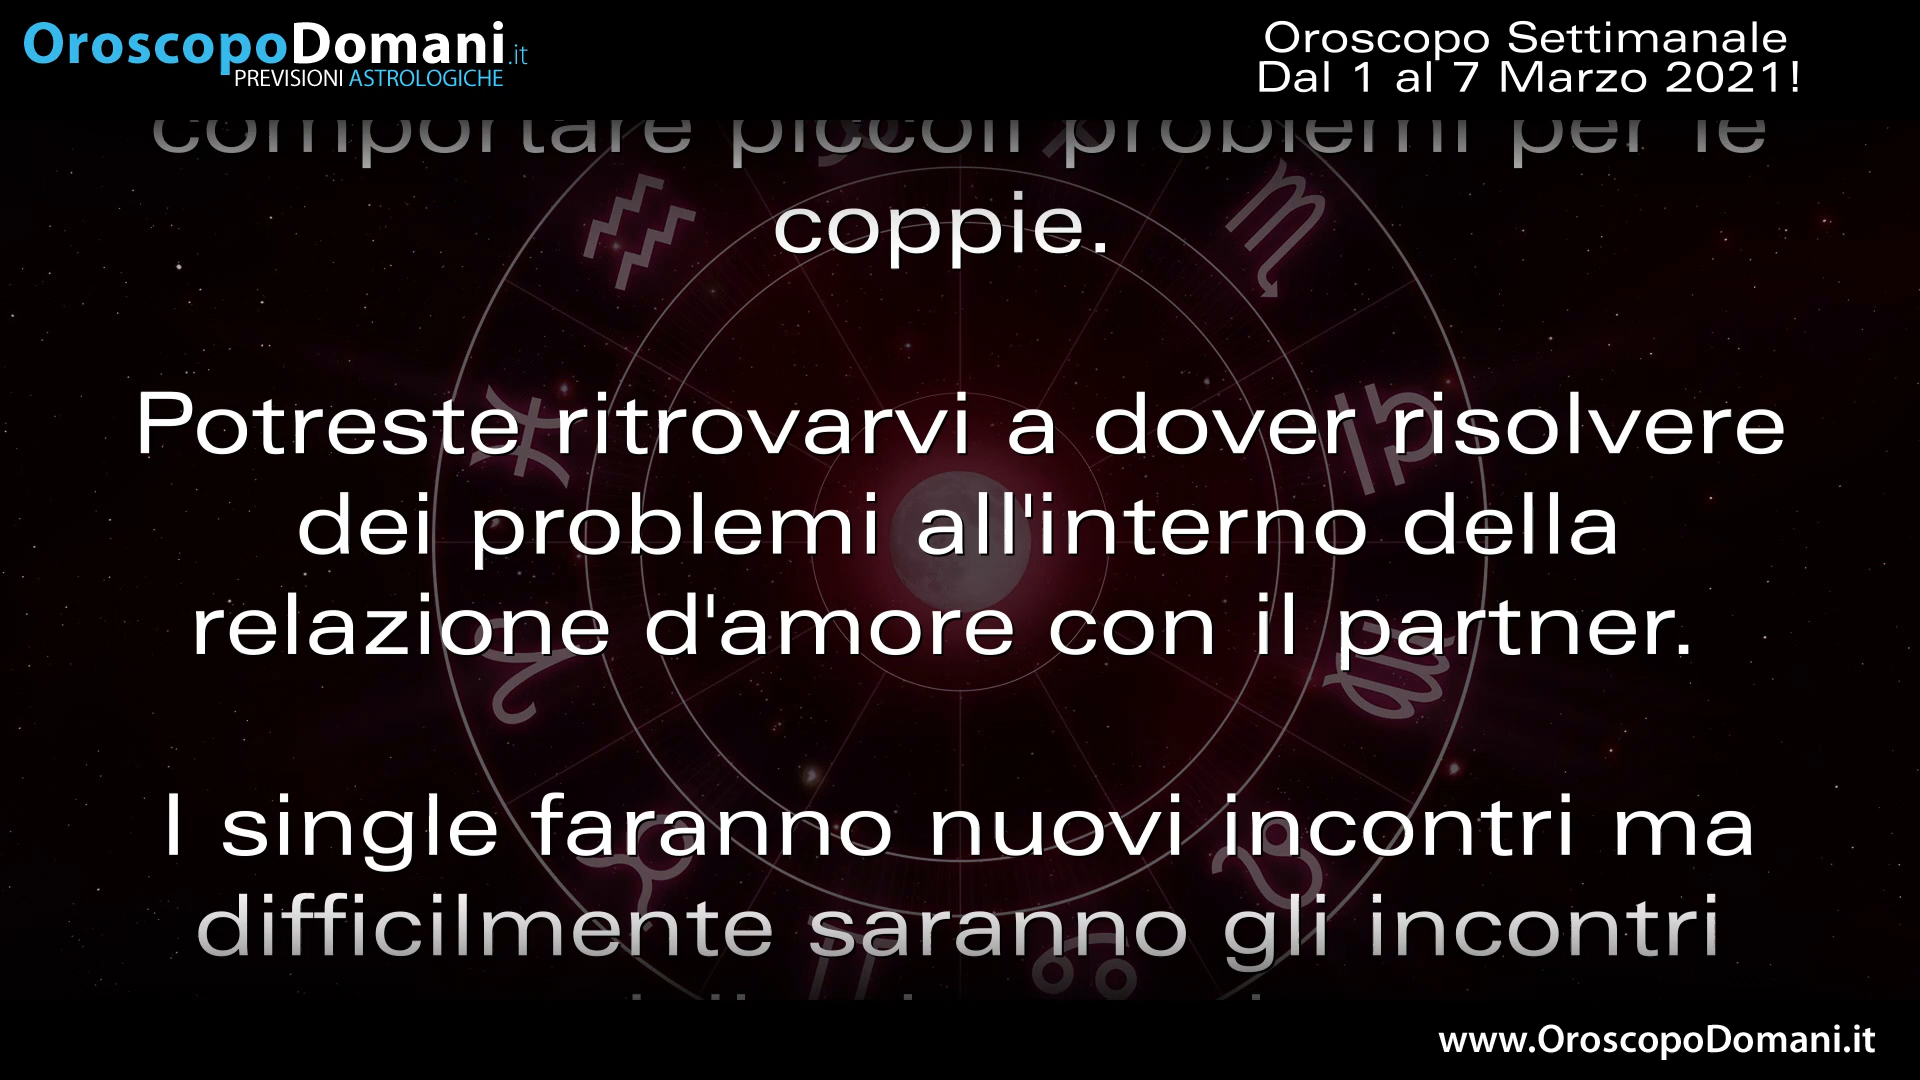 OroscopoDomani.it
PREVISIONI ASTROLOGICHE
Oroscopo Settimanale
Dal 1 al 7 Marzo 2021!
comportare piccoli problemi per le
coppie.
Potreste ritrovarvi a dover risolvere
dei problemi all'interno della
relazione d'amore con il partner.
I single faranno nuovi incontri ma
difficilmente saranno gli incontri
www.OroscopoDomani.it